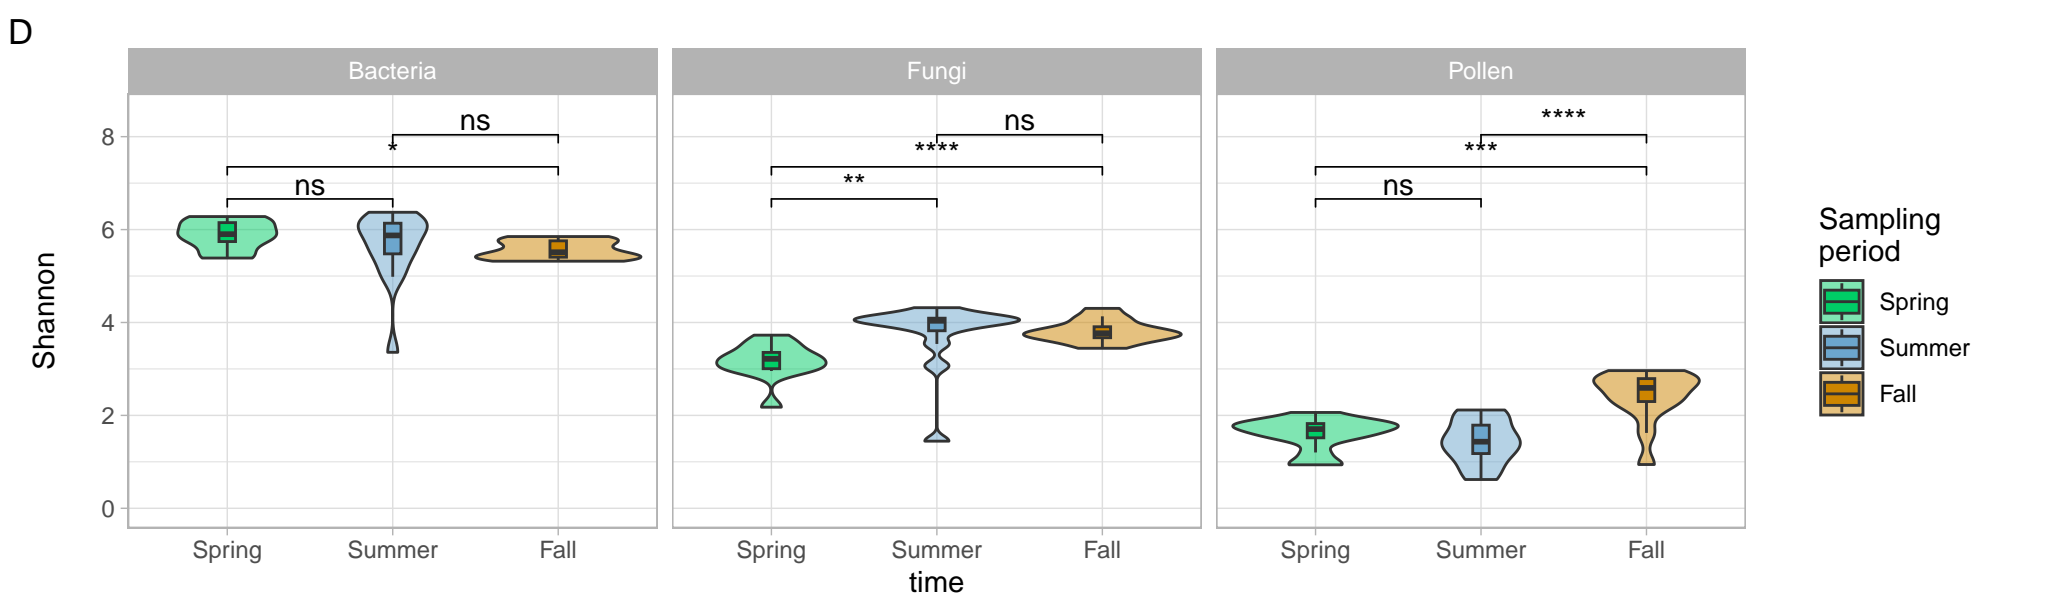 D
Bacteria
Fungi
Pollen
ns
*
ns
ns
****
**
****
***
ns
8
6
4
2
0
Shannon
Spring
Summer
Fall
Spring
Summer
Fall
Spring
Summer
Fall
time
Sampling
period
Spring
Summer
Fall